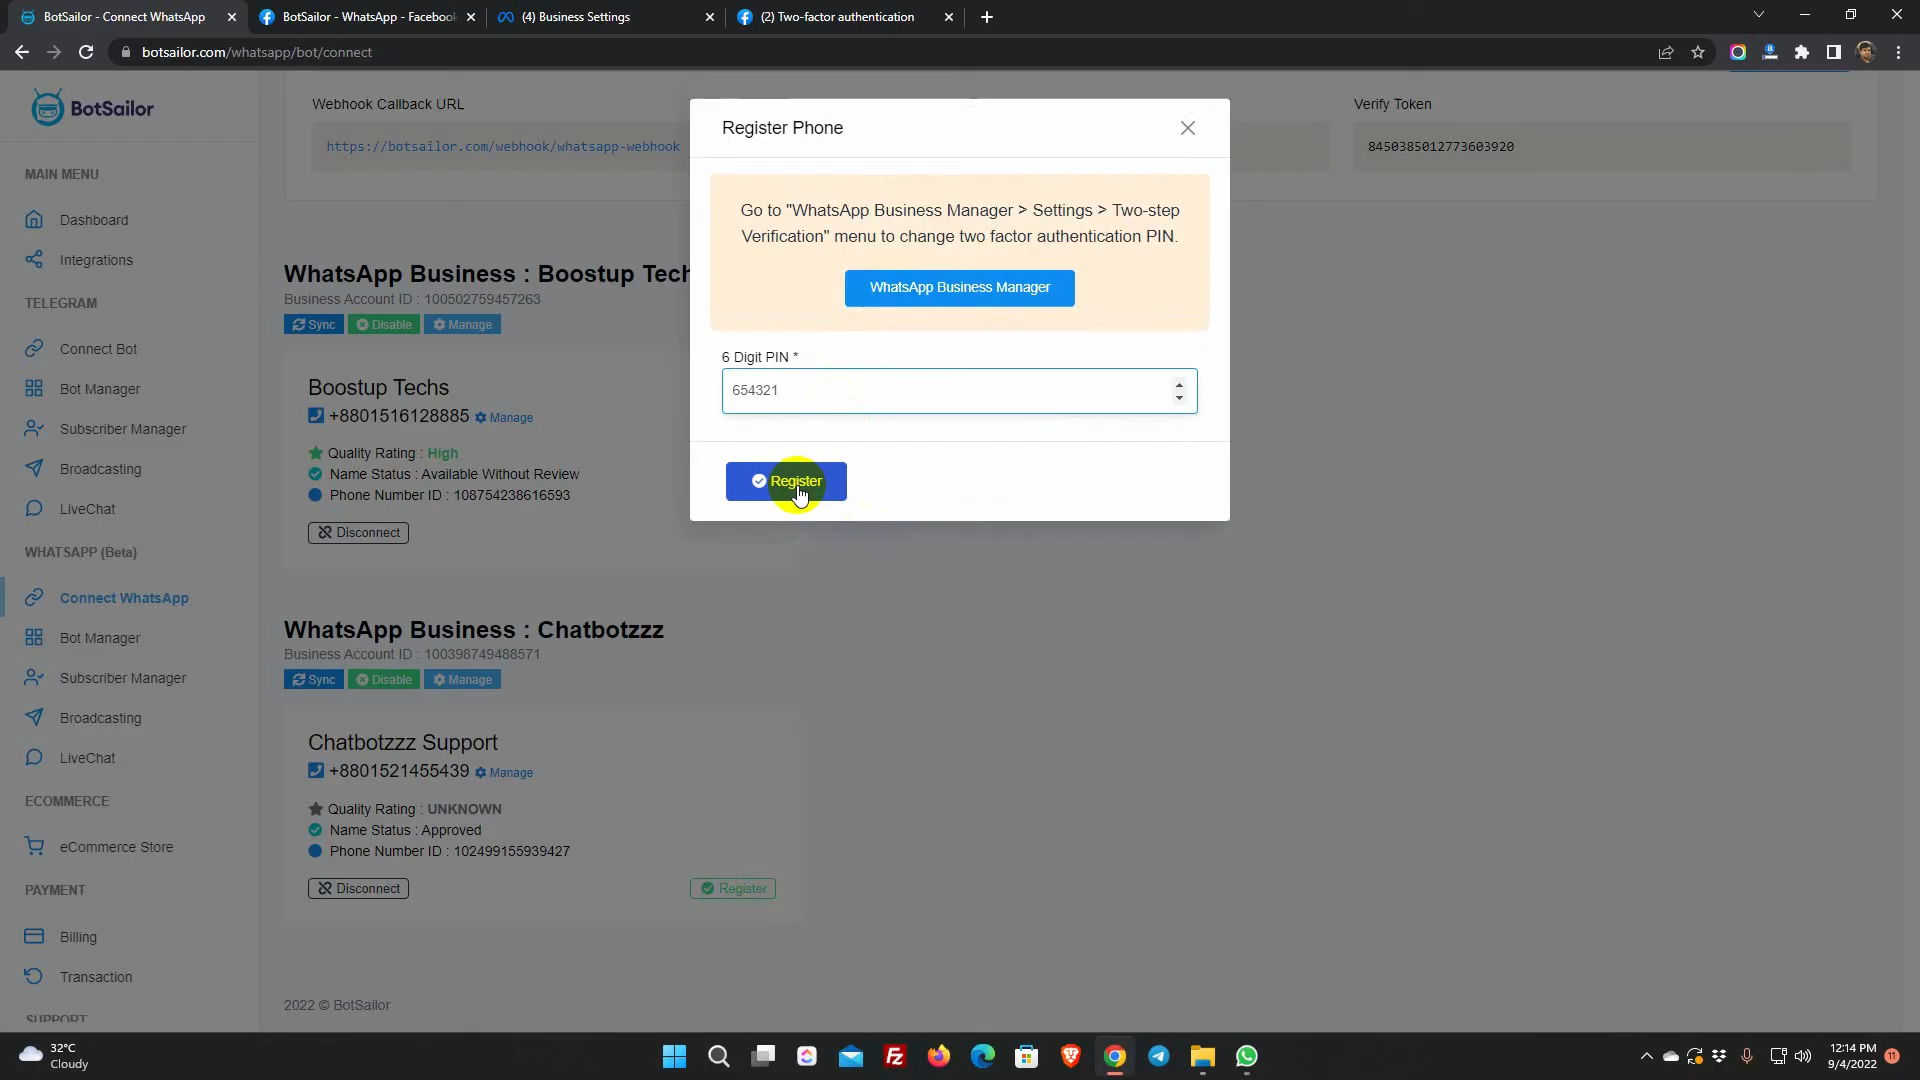 BotSailor - Connect WhatsApp
BotSailor - WhatsApp - Facebook
(4) Business Settings
(2) Two-factor authentication
botsailor.com/whatsapp/bot/connect
BotSailor
MAIN MENU
Dashboard
Integrations
TELEGRAM
Connect Bot
Bot Manager
Subscriber Manager
Broadcasting
LiveChat
WHATSAPP (Beta)
Connect WhatsApp
Bot Manager
Subscriber Manager
Broadcasting
LiveChat
ECOMMERCE
eCommerce Store
PAYMENT
Billing
Transaction
SUPPORT
Webhook Callback URL
https://botsailor.com/webhook/whatsapp-webhook
Verify Token
8450385012773603920
WhatsApp Business : Boostup Tech
Business Account ID : 100502759457263
Sync Disable Manage
Boostup Techs
+8801516128885 Manage
Quality Rating : High
Name Status : Available Without Review
Phone Number ID : 108754238616593
Disconnect
WhatsApp Business : Chatbotzzz
Business Account ID : 100398749488571
Sync Disable Manage
Chatbotzzz Support
+8801521455439 Manage
Quality Rating : UNKNOWN
Name Status : Approved
Phone Number ID : 102499155939427
Disconnect Register
2022 © BotSailor
Register Phone
Go to "WhatsApp Business Manager > Settings > Two-step
Verification" menu to change two factor authentication PIN.
WhatsApp Business Manager
6 Digit PIN *
654321
Register
32°C
Cloudy
12:14 PM
9/4/2022
11